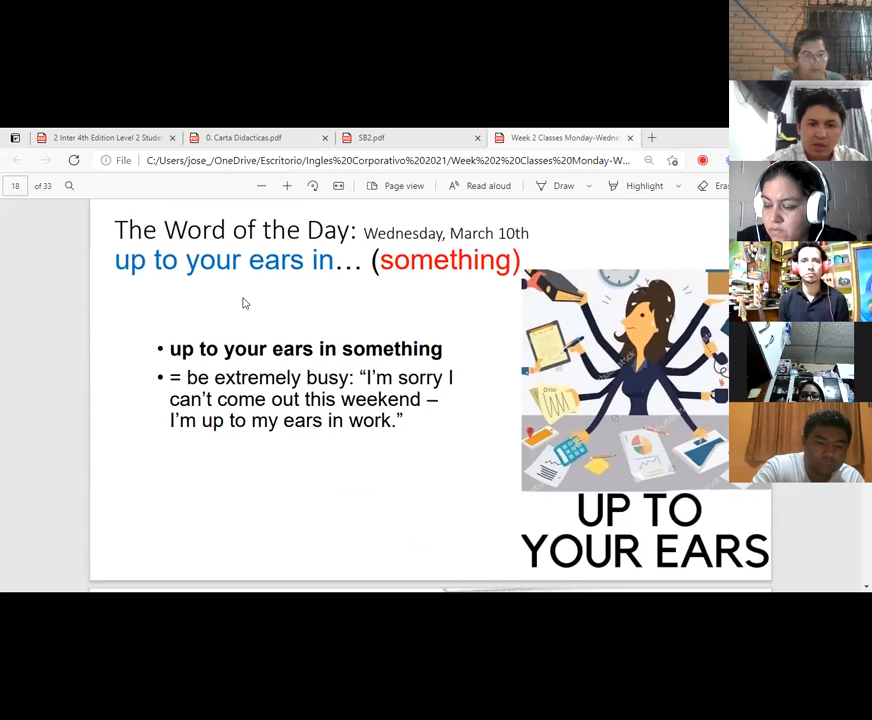 2 Inter 4th Edition Level 2 Stude
0. Carta Didacticas.pdf
SB2.pdf
Week 2 Classes Monday-Wedne
File
C:/Users/jose_/OneDrive/Escritorio/Ingles%20Corporativo%202021/Week%202%20Classes%20Monday-W...
18 of 33
Page view
Read aloud
Draw
Highlight
Eras
The Word of the Day: Wednesday, March 10th
up to your ears in... (something)
• up to your ears in something
• = be extremely busy: “I’m sorry I
can’t come out this weekend –
I’m up to my ears in work.”
UP TO
YOUR EARS